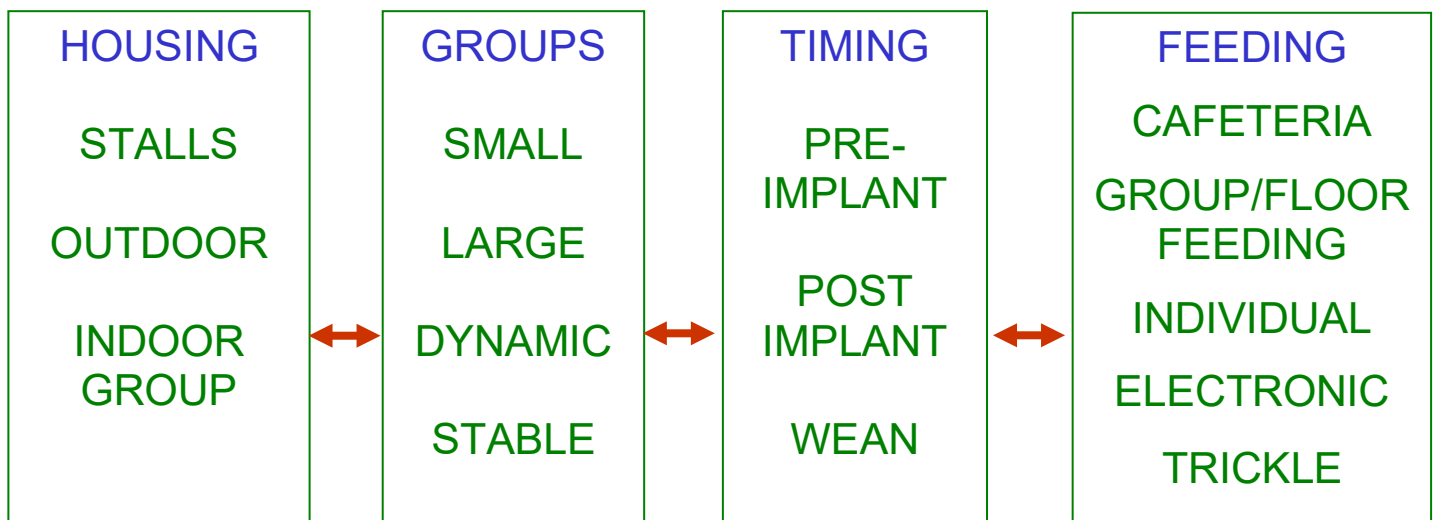 HOUSING
STALLS
OUTDOOR
INDOOR
GROUP
GROUPS
SMALL
LARGE
DYNAMIC
STABLE
TIMING
PRE-
IMPLANT
POST
IMPLANT
WEAN
FEEDING
CAFETERIA
GROUP/FLOOR
FEEDING
INDIVIDUAL
ELECTRONIC
TRICKLE